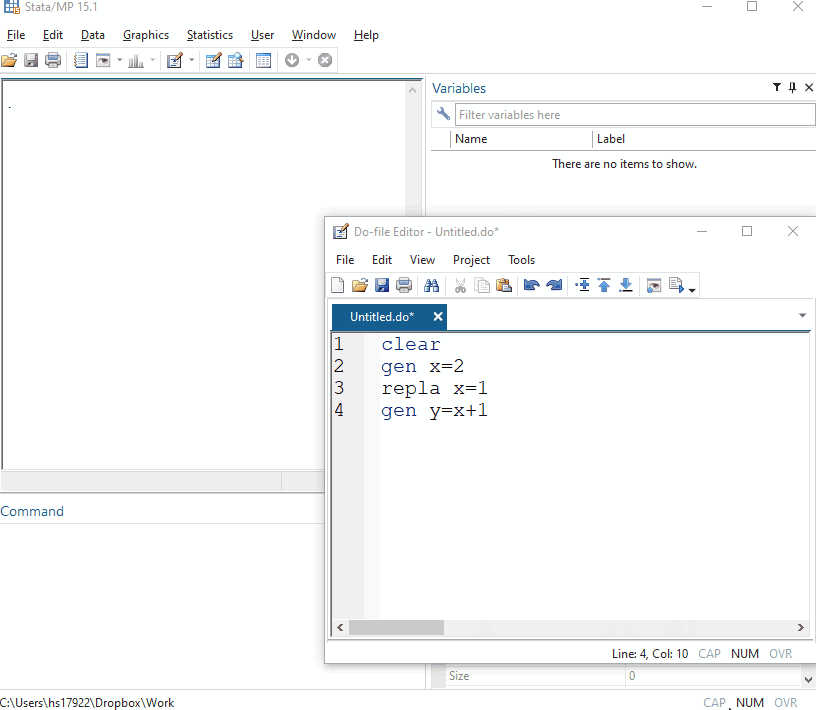 Stata/MP 15.1
File Edit Data Graphics Statistics User Window Help
.
Variables
Filter variables here
Name Label
There are no items to show.
Do-file Editor - Untitled.do*
File Edit View Project Tools
Untitled.do*
1 clear
2 gen x=2
3 repla x=1
4 gen y=x+1
Command
Line: 4, Col: 10 CAP NUM OVR
Size 0
C:\Users\hs17922\Dropbox\Work
CAP NUM OVR